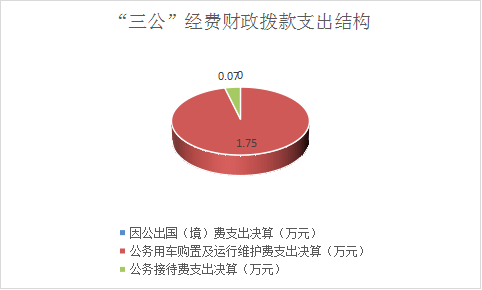 “三公”经费财政拨款支出结构
0.07 0
1.75
因公出国（境）费支出决算（万元）
公务用车购置及运行维护费支出决算（万元）
公务接待费支出决算（万元）